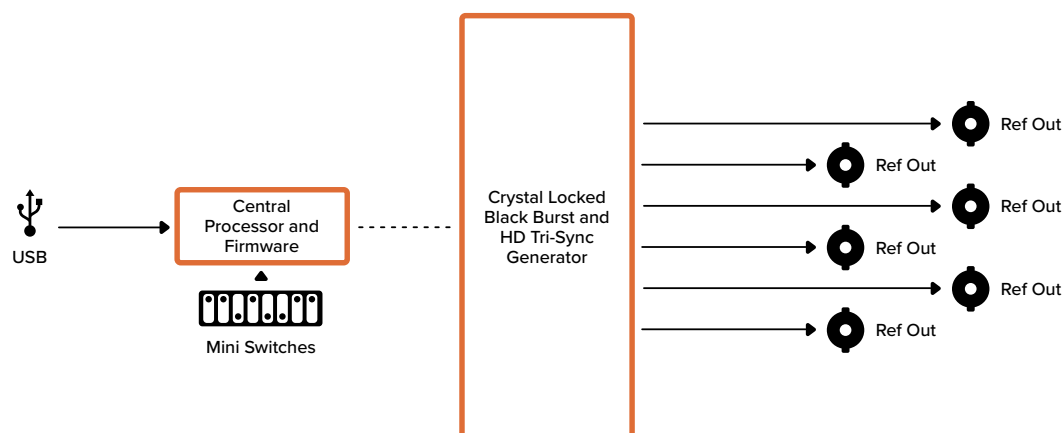 USB
Central
Processor and
Firmware
Mini Switches
Crystal Locked
Black Burst and
HD Tri-Sync
Generator
Ref Out
Ref Out
Ref Out
Ref Out
Ref Out
Ref Out